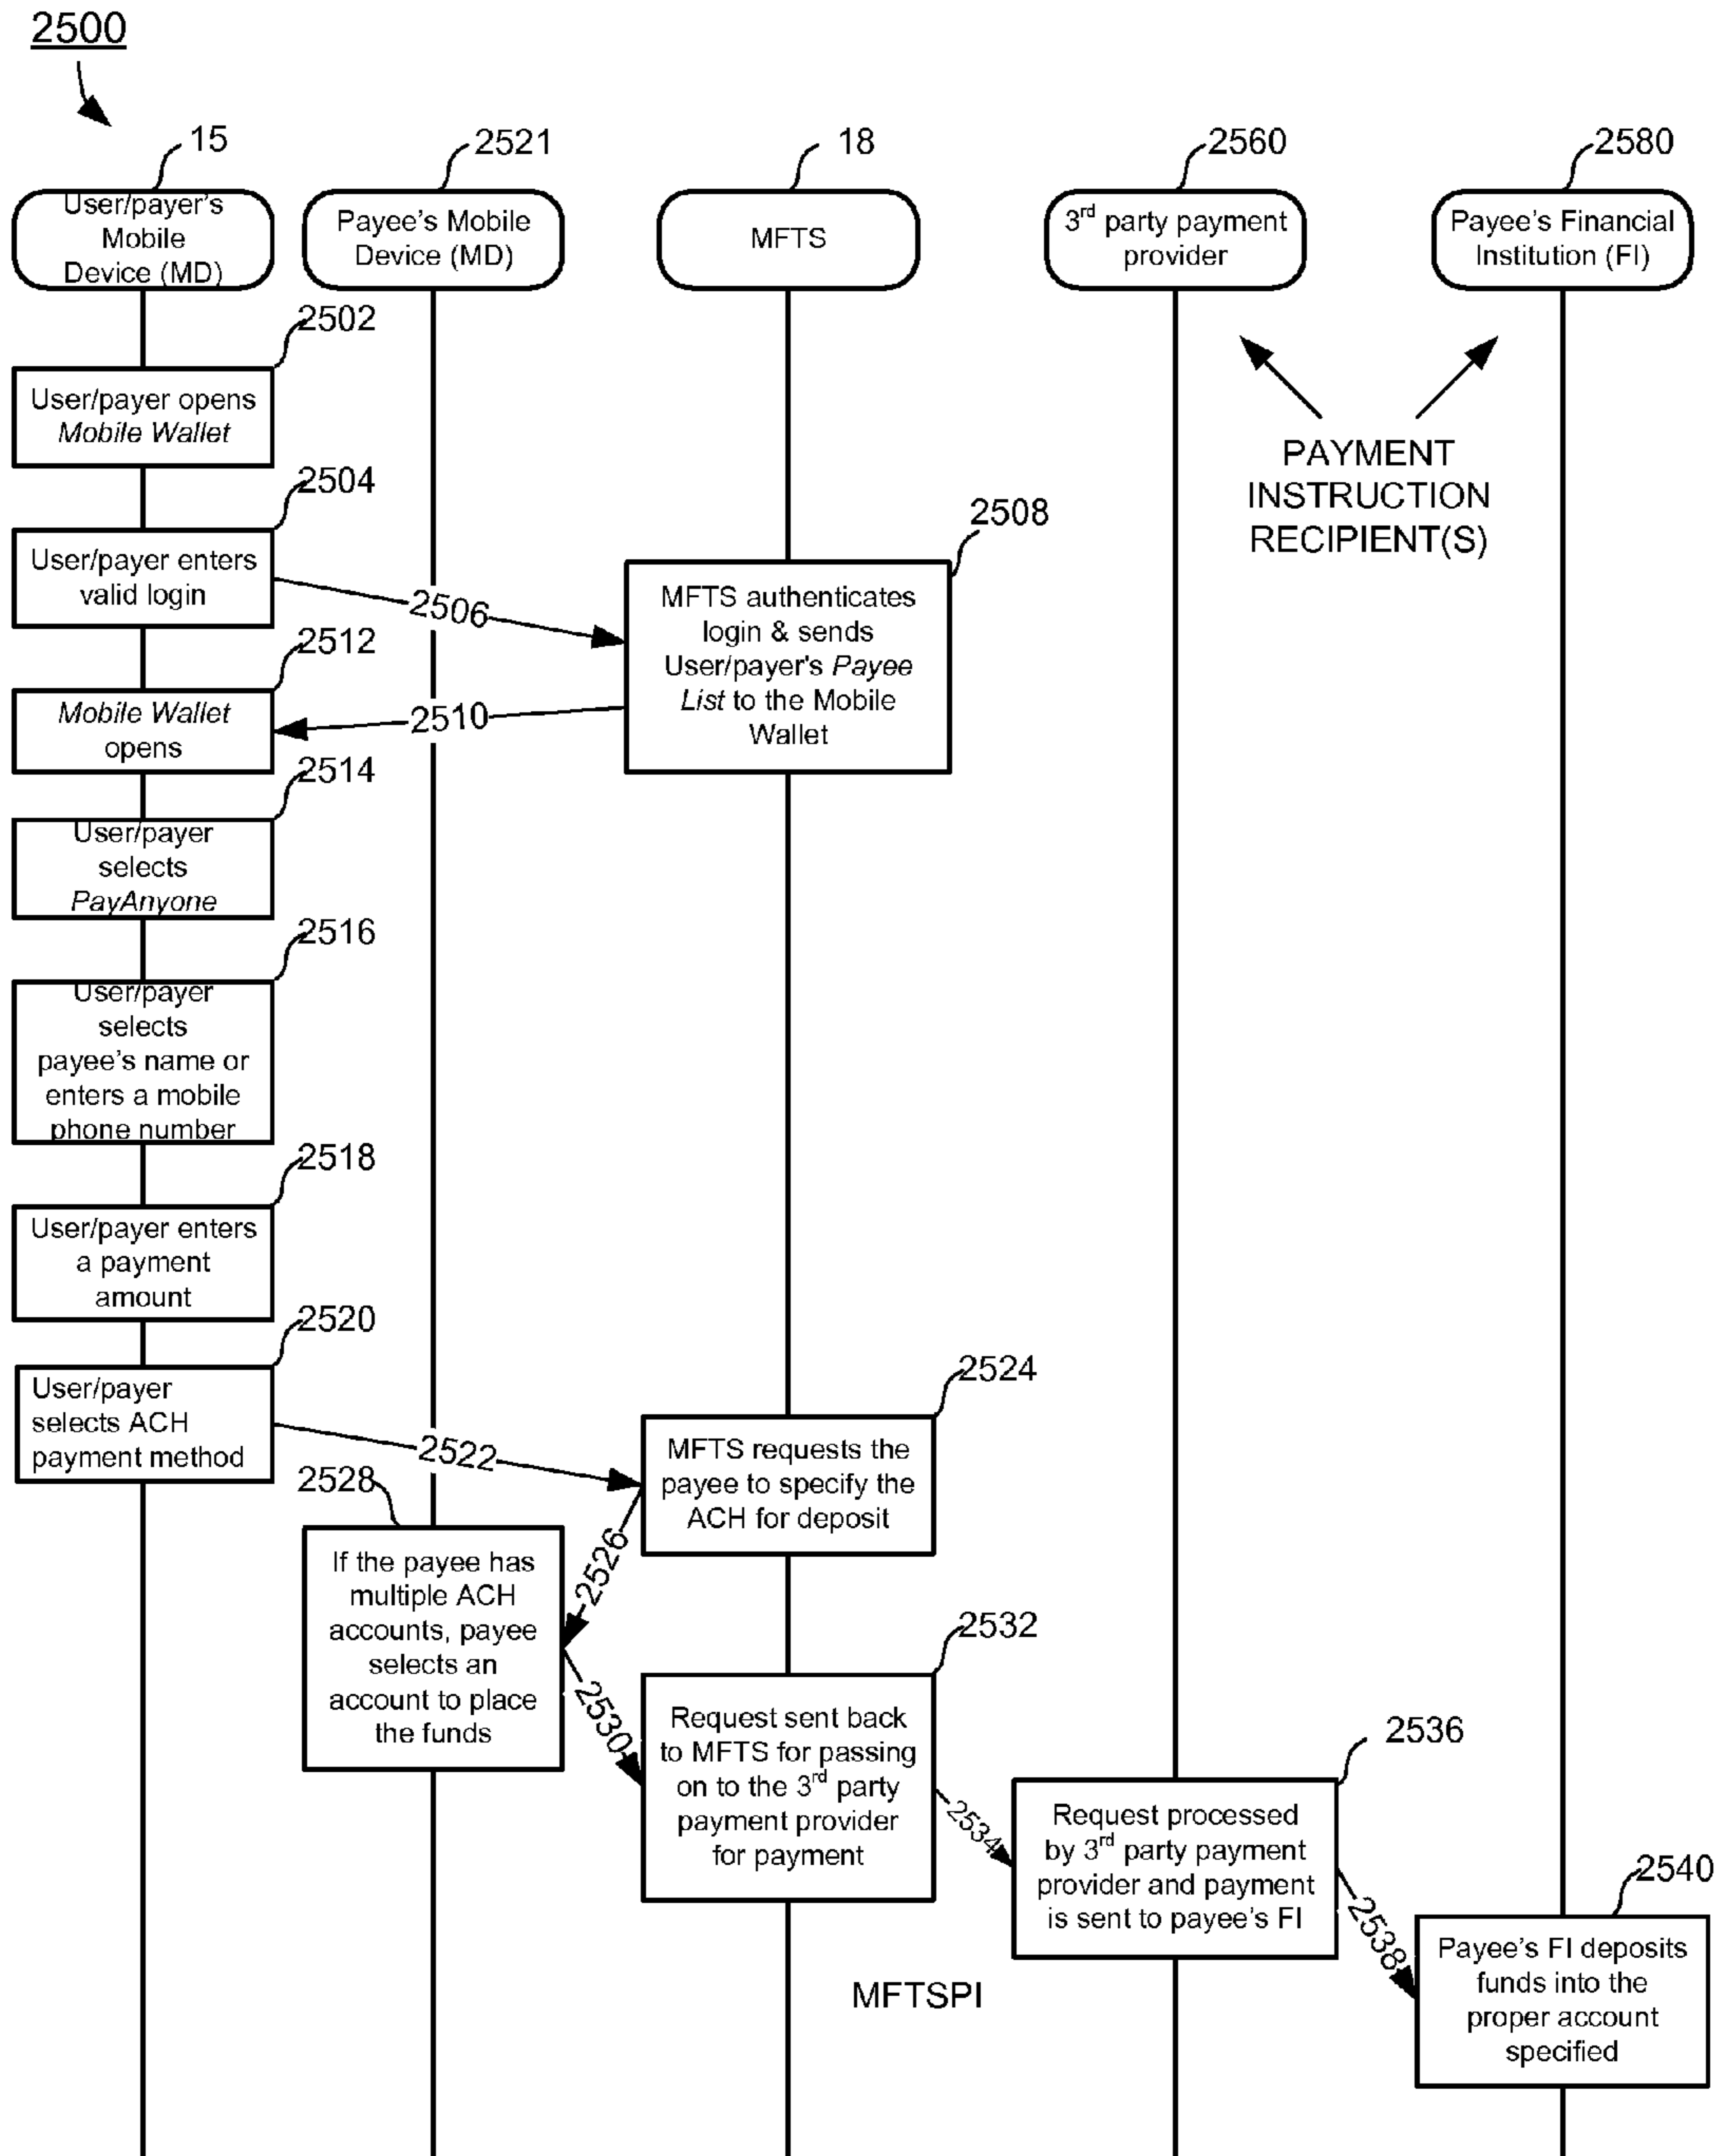 2500
15
2521
18
2560
2580
User/payer's
Mobile
Device (MD)
Payee's Mobile
Device (MD)
MFTS
3rd party payment
provider
Payee's Financial
Institution (FI)
PAYMENT
INSTRUCTION
RECIPIENT(S)
2502
User/payer opens
Mobile Wallet
2504
User/payer enters
valid login
2506
2508
MFTS authenticates
login & sends
User/payer's Payee
List to the Mobile
Wallet
2510
2512
Mobile Wallet
opens
2514
User/payer
selects
PayAnyone
2516
User/payer
selects
payee's name or
enters a mobile
phone number
2518
User/payer enters
a payment
amount
2520
User/payer
selects ACH
payment method
2522
2524
MFTS requests the
payee to specify the
ACH for deposit
2526
2528
If the payee has
multiple ACH
accounts, payee
selects an
account to place
the funds
2530
2532
Request sent back
to MFTS for passing
on to the 3rd party
payment provider
for payment
2534
2536
Request processed
by 3rd party payment
provider and payment
is sent to payee's FI
2538
2540
Payee's FI deposits
funds into the
proper account
specified
MFTSPI